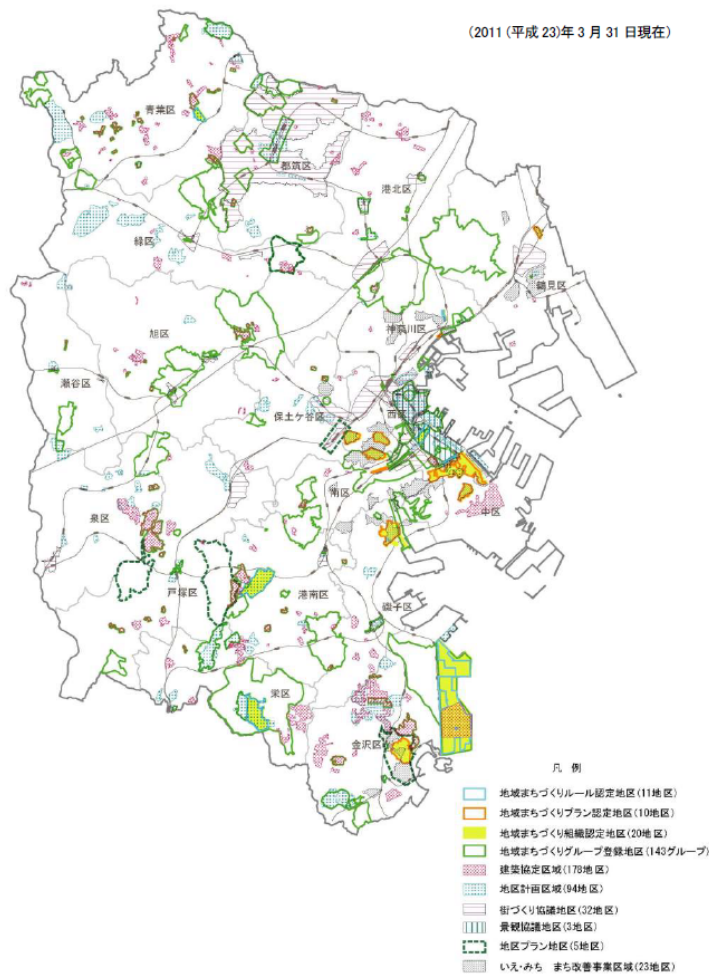 (2011(平成23)年3月31日現在)
青葉区
都筑区
港北区
緑区
鶴見区
神奈川区
旭区
瀬谷区
保土ケ谷区
西区
南区
中区
泉区
戸塚区
港南区
磯子区
栄区
金沢区
凡 例
地域まちづくりルール認定地区(11地区)
地域まちづくりプラン認定地区(10地区)
地域まちづくり組織認定地区(20地区)
地域まちづくりグループ登録地区(143グループ)
建築協定区域(178地区)
地区計画区域(94地区)
街づくり協議地区(32地区)
景観協議地区(3地区)
地区プラン地区(5地区)
いえ・みち まち改善事業区域(23地区)